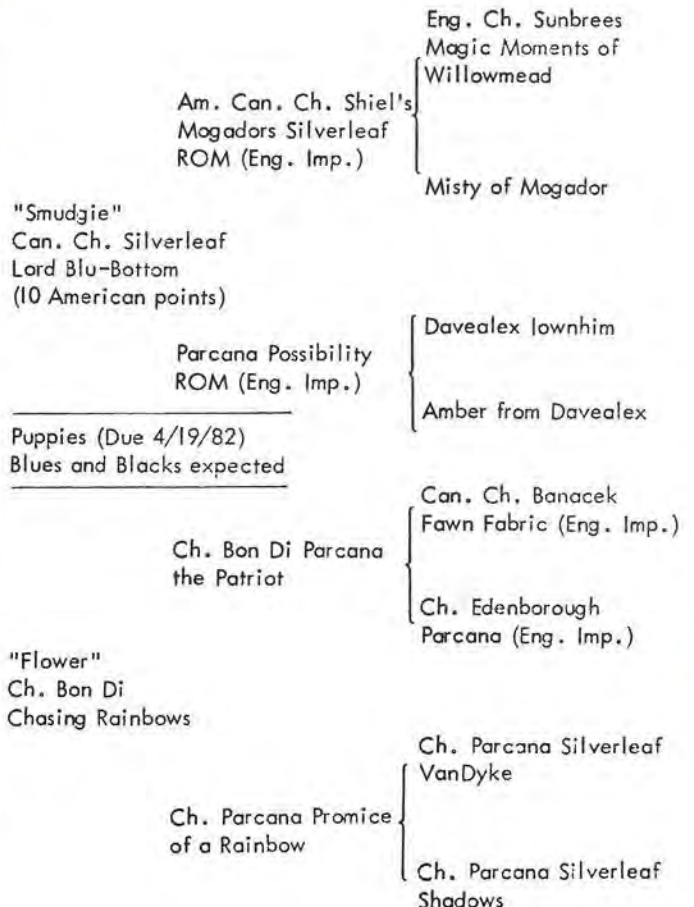 Eng. Ch. Sunbrees
Magic Moments of
Willowmead
Am. Can. Ch. Shiel's
Mogadors Silverleaf
ROM (Eng. Imp.)
Misty of Mogador
"Smudgie"
Can. Ch. Silverleaf
Lord Blu-Bottom
(10 American points)
Davealex Iownhim
Parcana Possibility
ROM (Eng. Imp.)
Amber from Davealex
Puppies (Due 4/19/82)
Blues and Blacks expected
Can. Ch. Banacek
Fawn Fabric (Eng. Imp.)
Ch. Bon Di Parcana
the Patriot
Ch. Edenborough
Parcana (Eng. Imp.)
"Flower"
Ch. Bon Di
Chasing Rainbows
Ch. Parcana Silverleaf
VanDyke
Ch. Parcana Promice
of a Rainbow
Ch. Parcana Silverleaf
Shadows